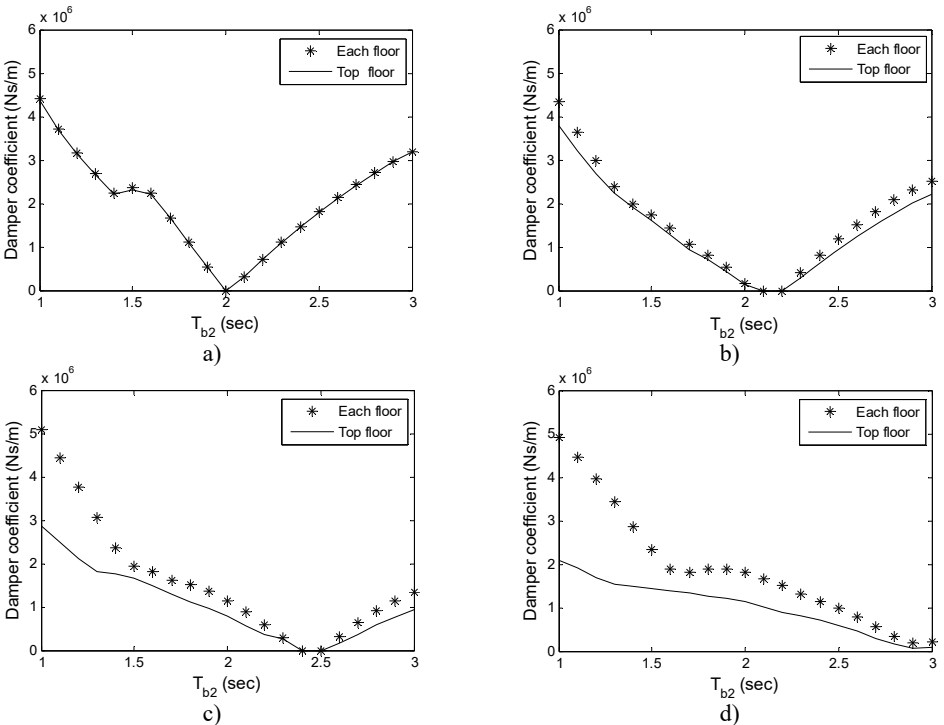 x 10^6
Each floor
Top floor
Damper coefficient (Ns/m)
6
5
4
3
2
1
0
1 1.5 2 2.5 3
T_b2 (sec)
a)
x 10^6
Each floor
Top floor
Damper coefficient (Ns/m)
6
5
4
3
2
1
0
1 1.5 2 2.5 3
T_b2 (sec)
b)
x 10^6
Each floor
Top floor
Damper coefficient (Ns/m)
6
5
4
3
2
1
0
1 1.5 2 2.5 3
T_b2 (sec)
c)
x 10^6
Each floor
Top floor
Damper coefficient (Ns/m)
6
5
4
3
2
1
0
1 1.5 2 2.5 3
T_b2 (sec)
d)